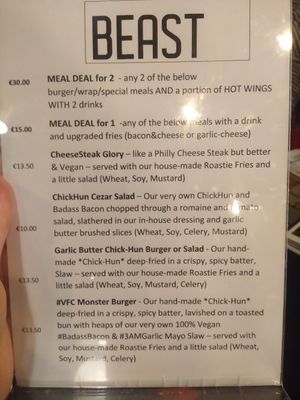 BEAST
€30.00 MEAL DEAL for 2 - any 2 of the below
burger/wrap/special meals AND a portion of HOT WINGS
WITH 2 drinks
€15.00 MEAL DEAL for 1 -any of the below meals with a drink
and upgraded fries (bacon&cheese or garlic-cheese)
€13.50 CheeseSteak Glory – like a Philly Cheese Steak but better
& Vegan – served with our house-made Roastie Fries and
a little salad (Wheat, Soy, Mustard)
ChickHun Cezar Salad – Our very own ChickHun and
Badass Bacon chopped through a romaine and tomato
salad, slathered in our in-house dressing and garlic
€10.00 butter brushed slices (Wheat, Soy, Celery, Mustard)
Garlic Butter Chick-Hun Burger or Salad - Our hand-
made *Chick-Hun* deep-fried in a crispy, spicy batter,
€13.50 Slaw – served with our house-made Roastie Fries and
a little salad (Wheat, Soy, Mustard, Celery)
#VFC Monster Burger - Our hand-made *Chick-Hun*
deep-fried in a crispy, spicy batter, lavished on a toasted
€13.50 bun with heaps of our very own 100% Vegan
#BadassBacon & #3AMGarlic Mayo Slaw – served with
our house-made Roastie Fries and a little salad (Wheat,
Soy, Mustard, Celery)